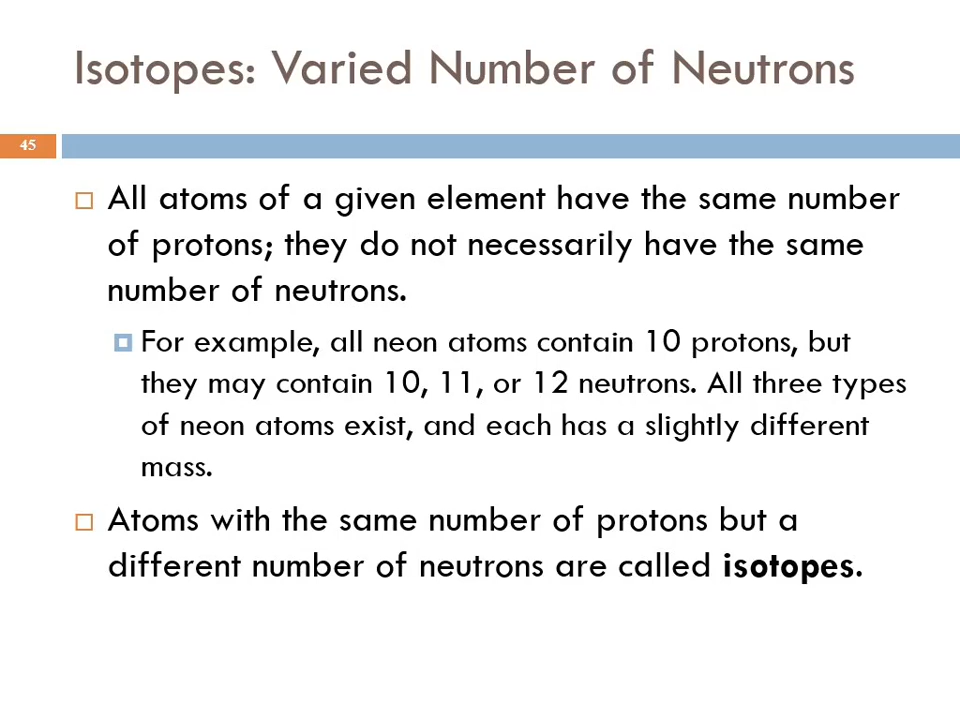 Isotopes: Varied Number of Neutrons
45
All atoms of a given element have the same number
of protons; they do not necessarily have the same
number of neutrons.
For example, all neon atoms contain 10 protons, but
they may contain 10, 11, or 12 neutrons. All three types
of neon atoms exist, and each has a slightly different
mass.
Atoms with the same number of protons but a
different number of neutrons are called isotopes.